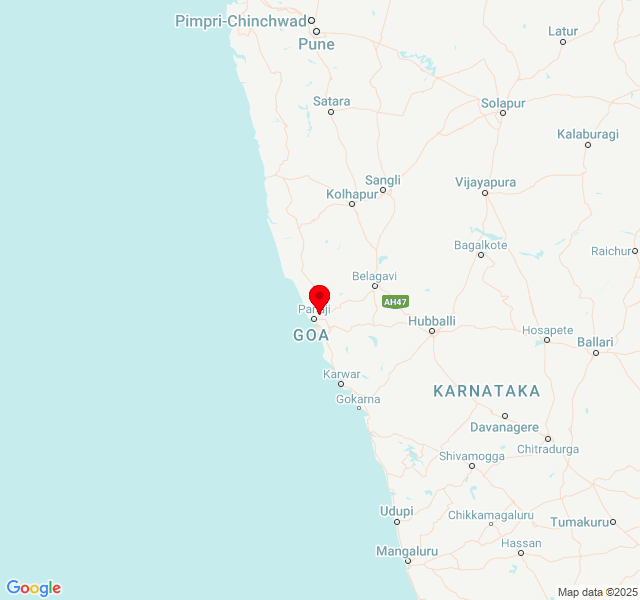 Pimpri-Chinchwad
Pune
Latur
Satara
Solapur
Kalaburagi
Sangli
Vijayapura
Kolhapur
Bagalkote
Raichur
Belagavi
AH47
Panaji
Hubballi
GOA
Hosapete
Ballari
Karwar
KARNATAKA
Gokarna
Davanagere
Chitradurga
Shivamogga
Udupi
Chikkamagaluru
Tumakuru
Hassan
Mangaluru
Google
Map data ©2025